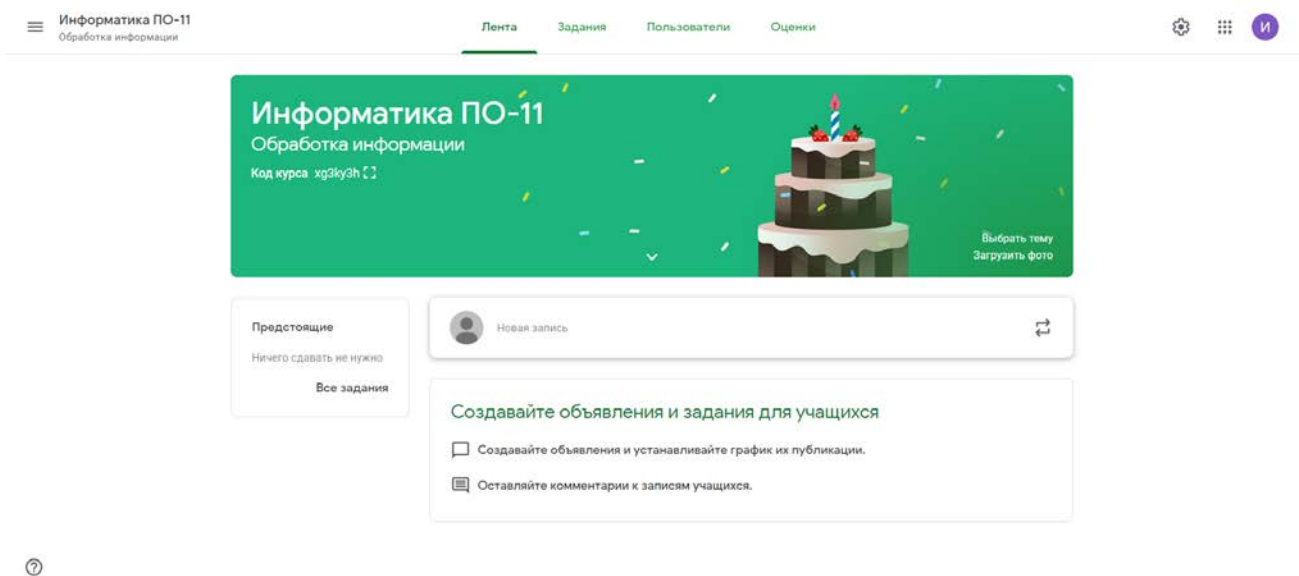 Информатика ПО-11
Обработка информации
Лента Задания Пользователи Оценки
И
Информатика ПО-11
Обработка информации
Код курса xg3ky3h
Выбрать тему
Загрузить фото
Предстоящие
Ничего сдавать не нужно
Все задания
Новая запись
Создавайте объявления и задания для учащихся
Создавайте объявления и устанавливайте график их публикации.
Оставляйте комментарии к записям учащихся.